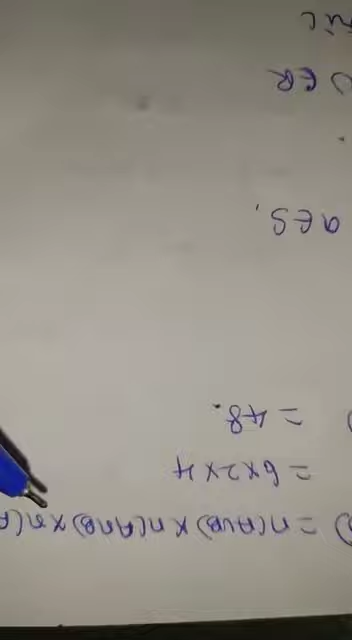 ) = n(A∪B) × n(A∩B) × n(A
= 6×2×4
) = 48.
a∈S.
) ∈ R